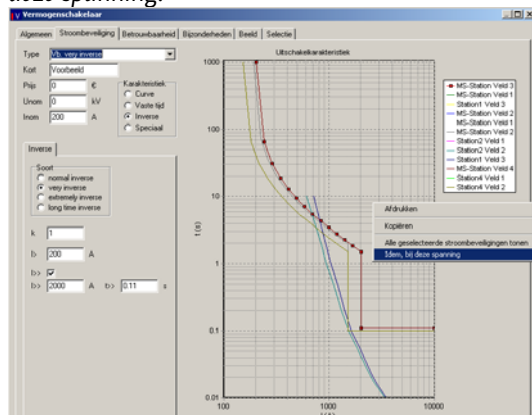 deze spanning.
Vermogenschakelaar
Algemeen Stroombeveiliging Betrouwbaarheid Bijzonderheden Beeld Selectie
Type Vb. very inverse
Kort Voorbeeld
Prijs 0 €
Unom 0 kV
Inom 200 A
Karakteristiek
Curve
Vaste tijd
Inverse
Speciaal
Inverse
Soort
normal inverse
very inverse
extremely inverse
long time inverse
k 1
I> 200 A
I>>
I>> 2000 A t>> 0.11 s
Uitschakelkarakteristiek
1000
100
10
1
0.1
0.01
t (s)
100 1000 10000
I (A)
MS-Station Veld 3
MS-Station Veld 1
Station1 Veld 3
MS-Station Veld 2
MS-Station Veld 1
MS-Station Veld 2
Station2 Veld 1
Station2 Veld 2
Station1 Veld 3
MS-Station Veld 4
Station4 Veld 1
Station4 Veld 2
Afdrukken
Kopiëren
Alle geselecteerde stroombeveiligingen tonen
Idem, bij deze spanning